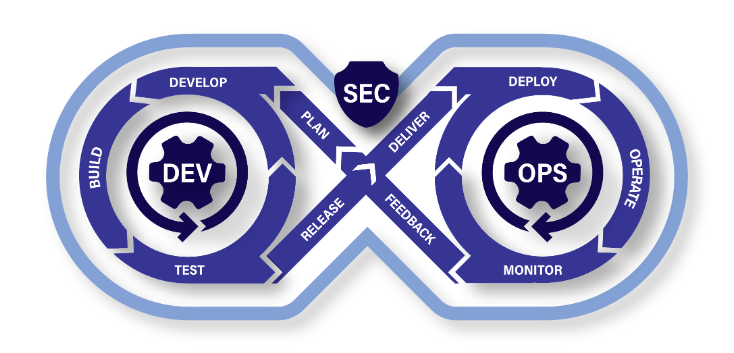 SEC
DEVELOP
DEPLOY
PLAN
DELIVER
BUILD
DEV
OPS
OPERATE
RELEASE
FEEDBACK
TEST
MONITOR